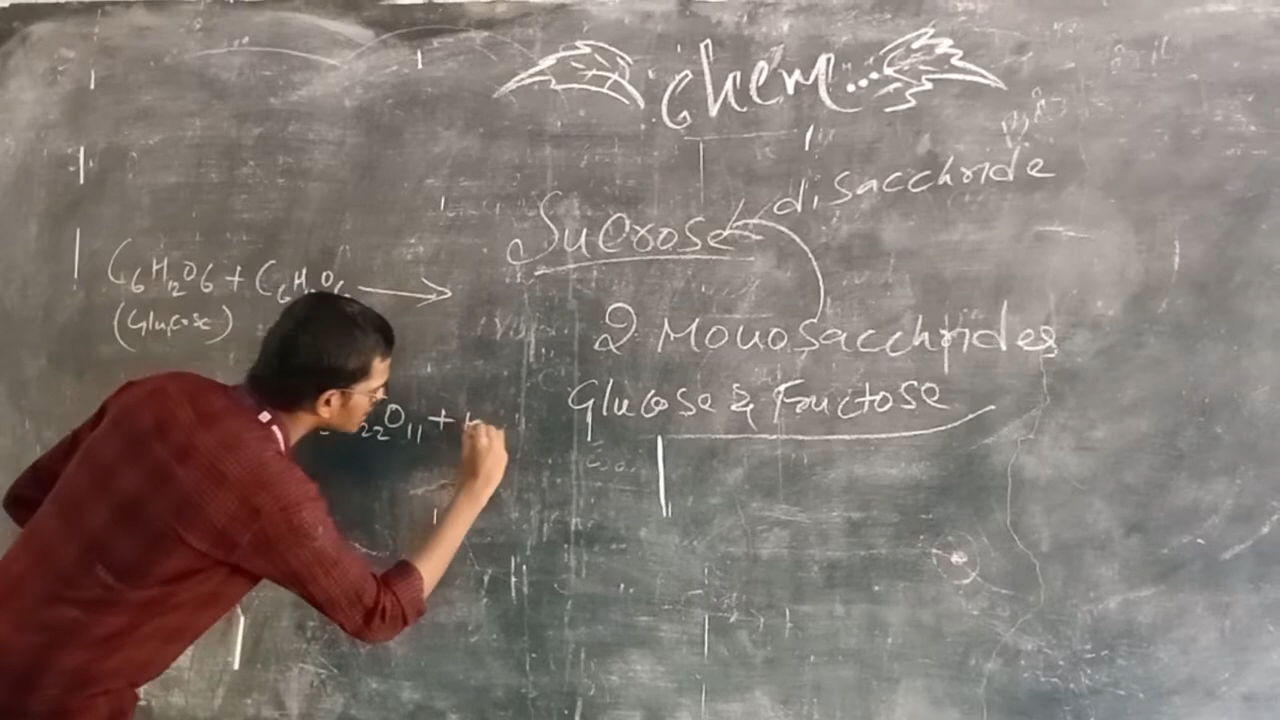 Chem...
disacchride
Sucrose
C6H12O6 + C6H12O6 →
(Glucose)
2 Monosacchrides
Glucose & Fructose
22O11 +